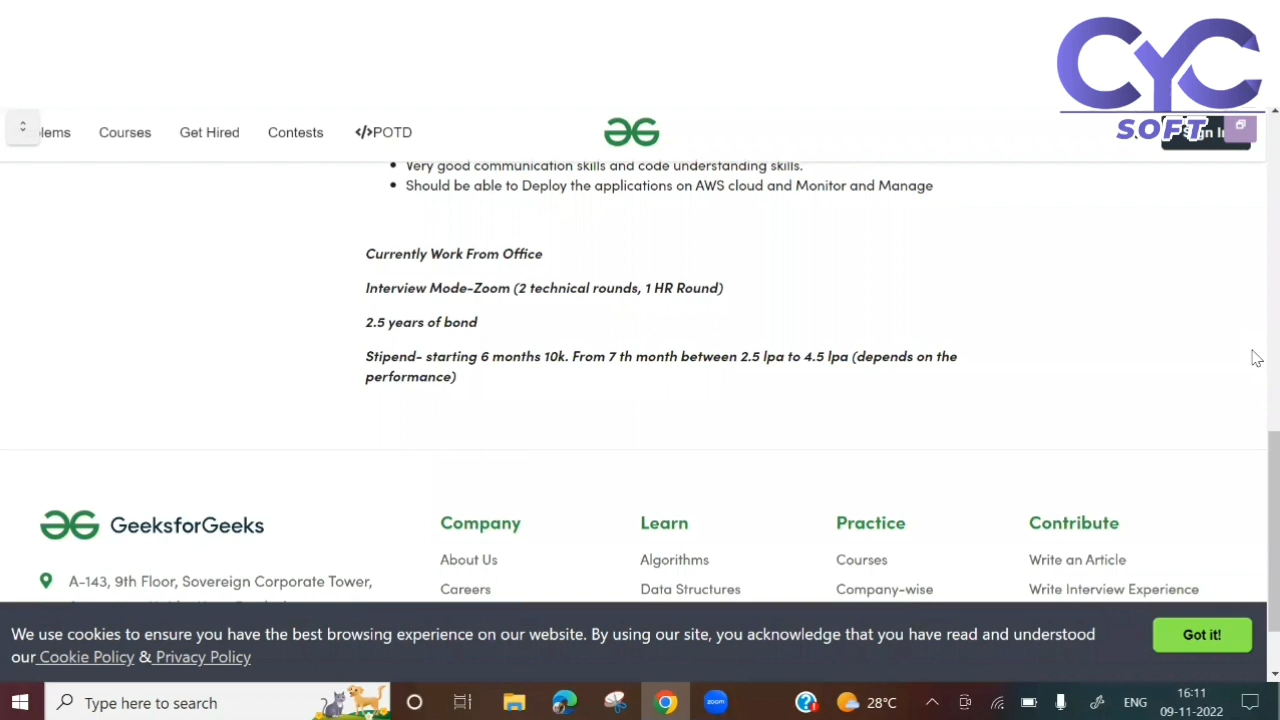 CYC
SOFT
lems Courses Get Hired Contests </>POTD Sign In
• Very good communication skills and code understanding skills.
• Should be able to Deploy the applications on AWS cloud and Monitor and Manage
Currently Work From Office
Interview Mode-Zoom (2 technical rounds, 1 HR Round)
2.5 years of bond
Stipend- starting 6 months 10k. From 7 th month between 2.5 lpa to 4.5 lpa (depends on the
performance)
GeeksforGeeks Company Learn Practice Contribute
About Us Algorithms Courses Write an Article
A-143, 9th Floor, Sovereign Corporate Tower,
Careers Data Structures Company-wise Write Interview Experience
We use cookies to ensure you have the best browsing experience on our website. By using our site, you acknowledge that you have read and understood
our Cookie Policy & Privacy Policy
Got it!
Type here to search zoom 28°C ENG 16:11
09-11-2022